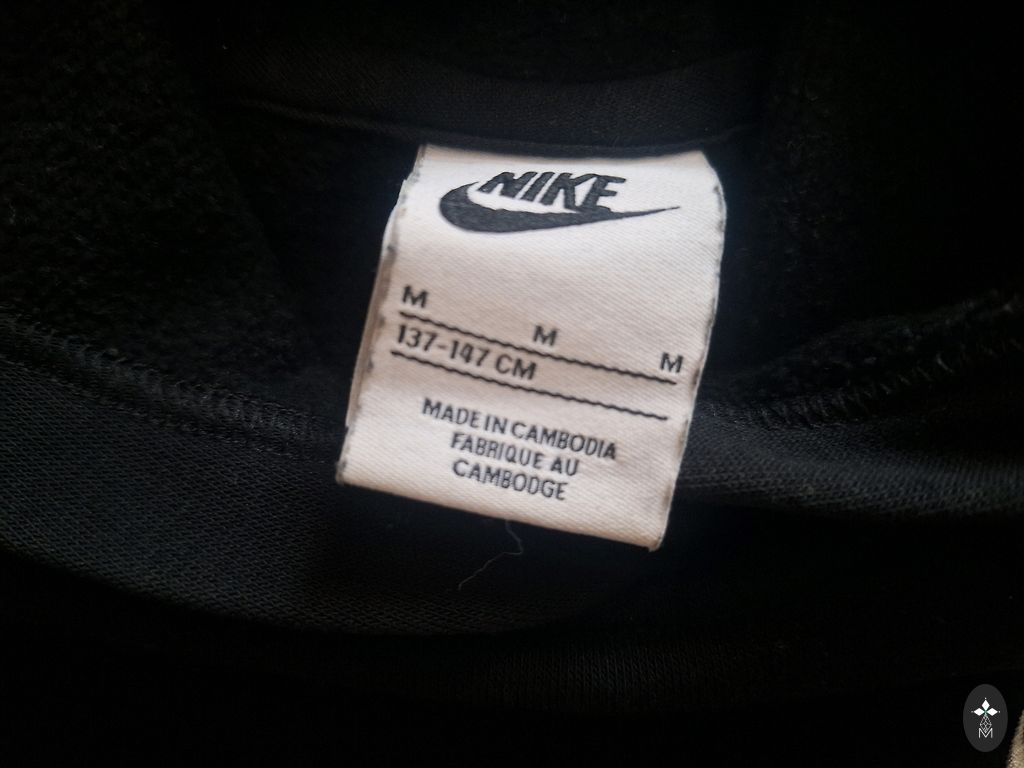 NIKE
M
M
M
137-147 CM
MADE IN CAMBODIA
FABRIQUE AU
CAMBODGE
M